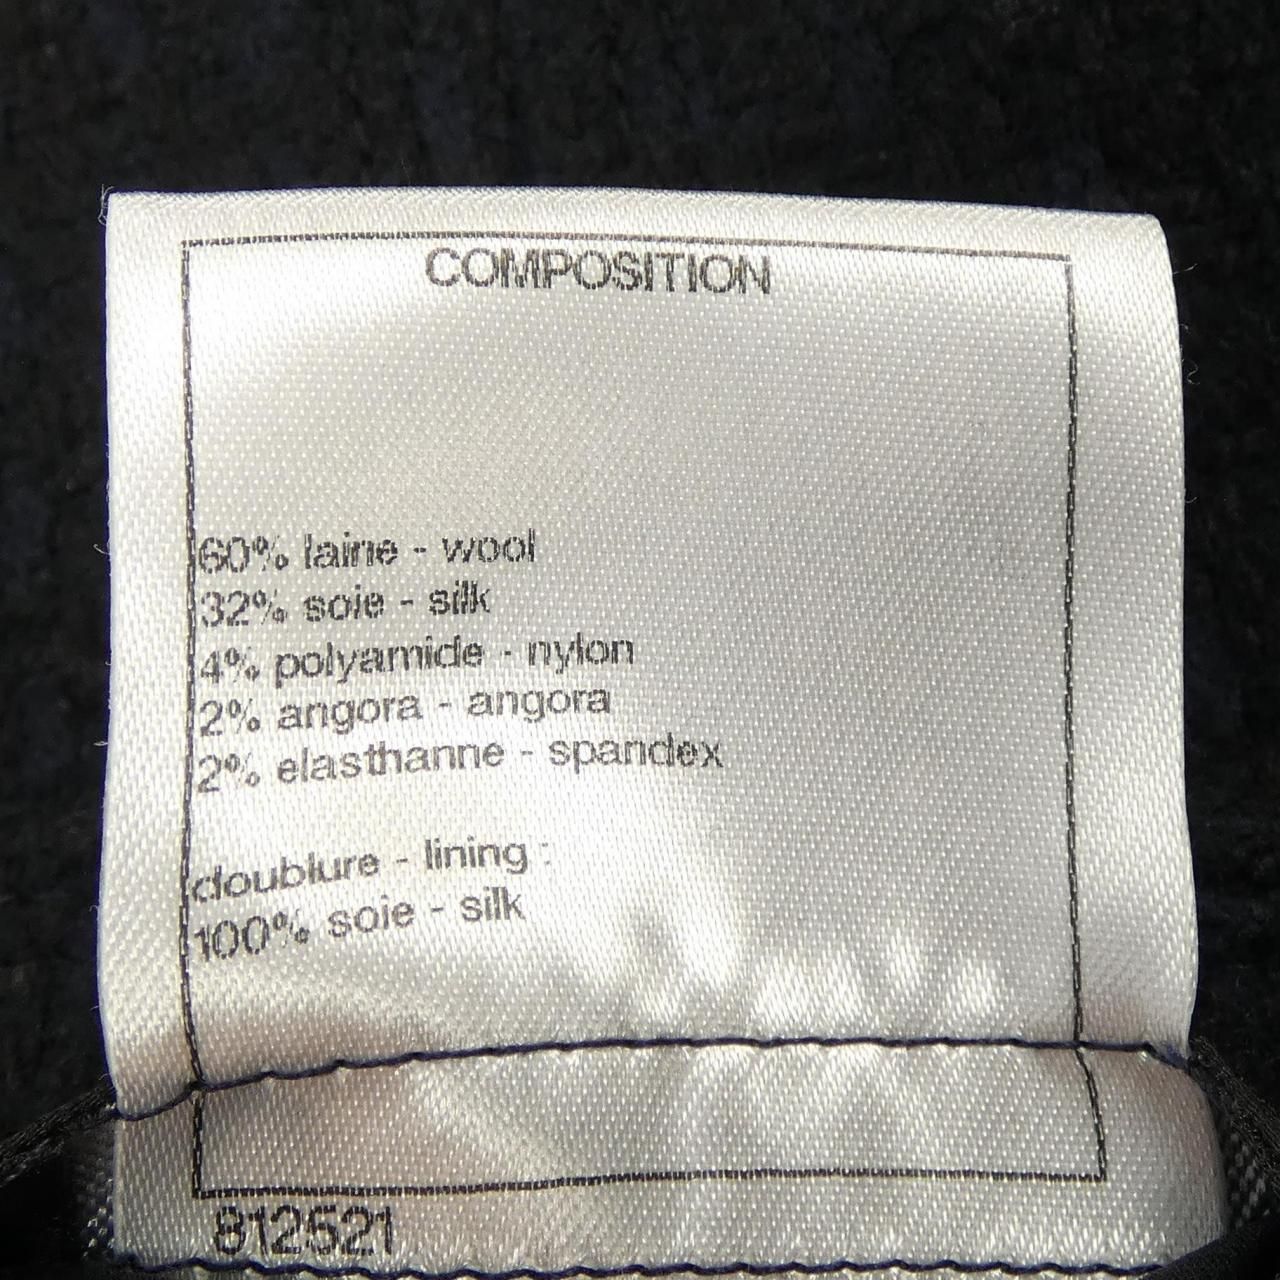 COMPOSITION
60% laine - wool
32% soie - silk
4% polyamide - nylon
2% angora - angora
2% elasthanne - spandex
doublure - lining :
100% soie - silk
812521